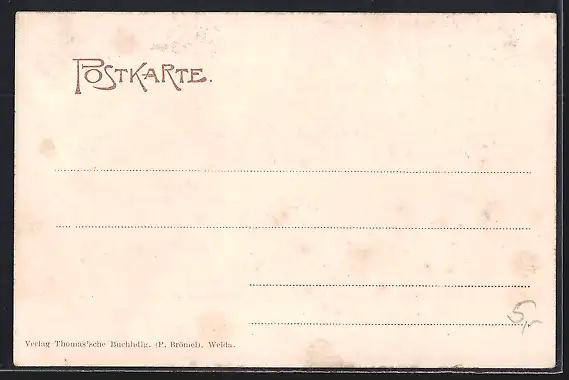 POSTKARTE.
5,-
Verlag Thomas'sche Buchhdlg. (P. Brömel), Weida.